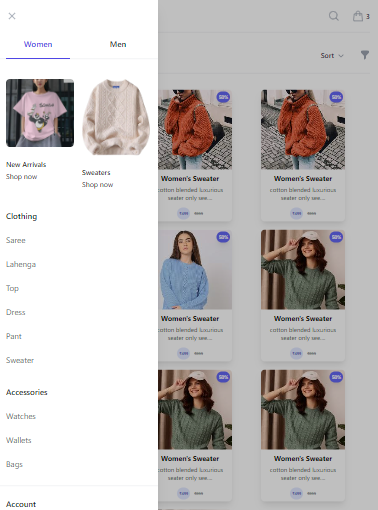 Women
Men
New Arrivals
Shop now
Sweaters
Shop now
Clothing
Saree
Lahenga
Top
Dress
Pant
Sweater
Accessories
Watches
Wallets
Bags
Account
3
Sort
50%
50%
Women's Sweater
cotton blended luxurious
seater only see...
Women's Sweater
cotton blended luxurious
seater only see...
50%
50%
Women's Sweater
cotton blended luxurious
seater only see...
Women's Sweater
cotton blended luxurious
seater only see...
50%
50%
Women's Sweater
cotton blended luxurious
seater only see...
Women's Sweater
cotton blended luxurious
seater only see...